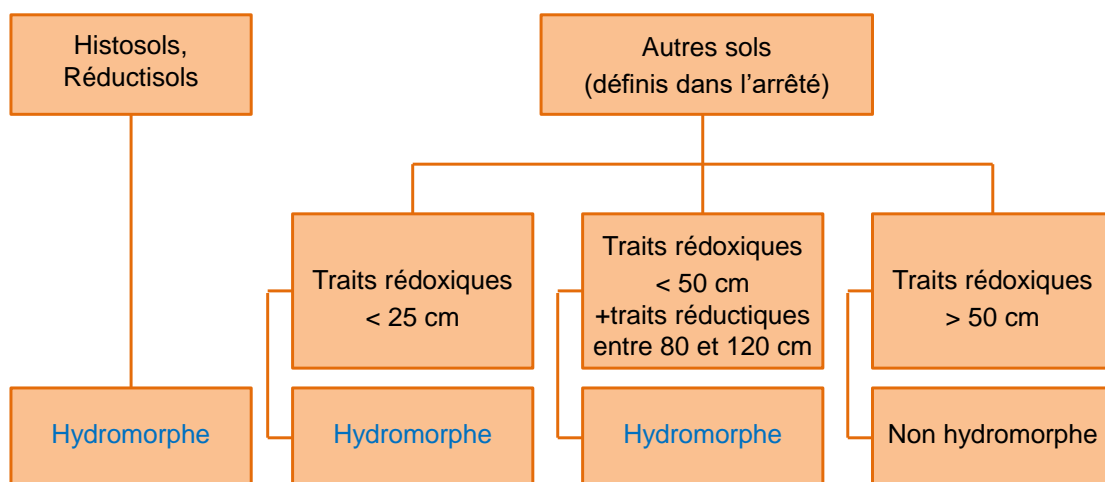 Histosols,
Réductisols
Autres sols
(définis dans l'arrêté)
Traits rédoxiques
< 25 cm
Traits rédoxiques
< 50 cm
+traits réductiques
entre 80 et 120 cm
Traits rédoxiques
> 50 cm
Hydromorphe
Hydromorphe
Hydromorphe
Non hydromorphe